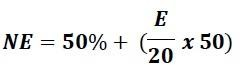 NE = 50% + (E/20 x 50)